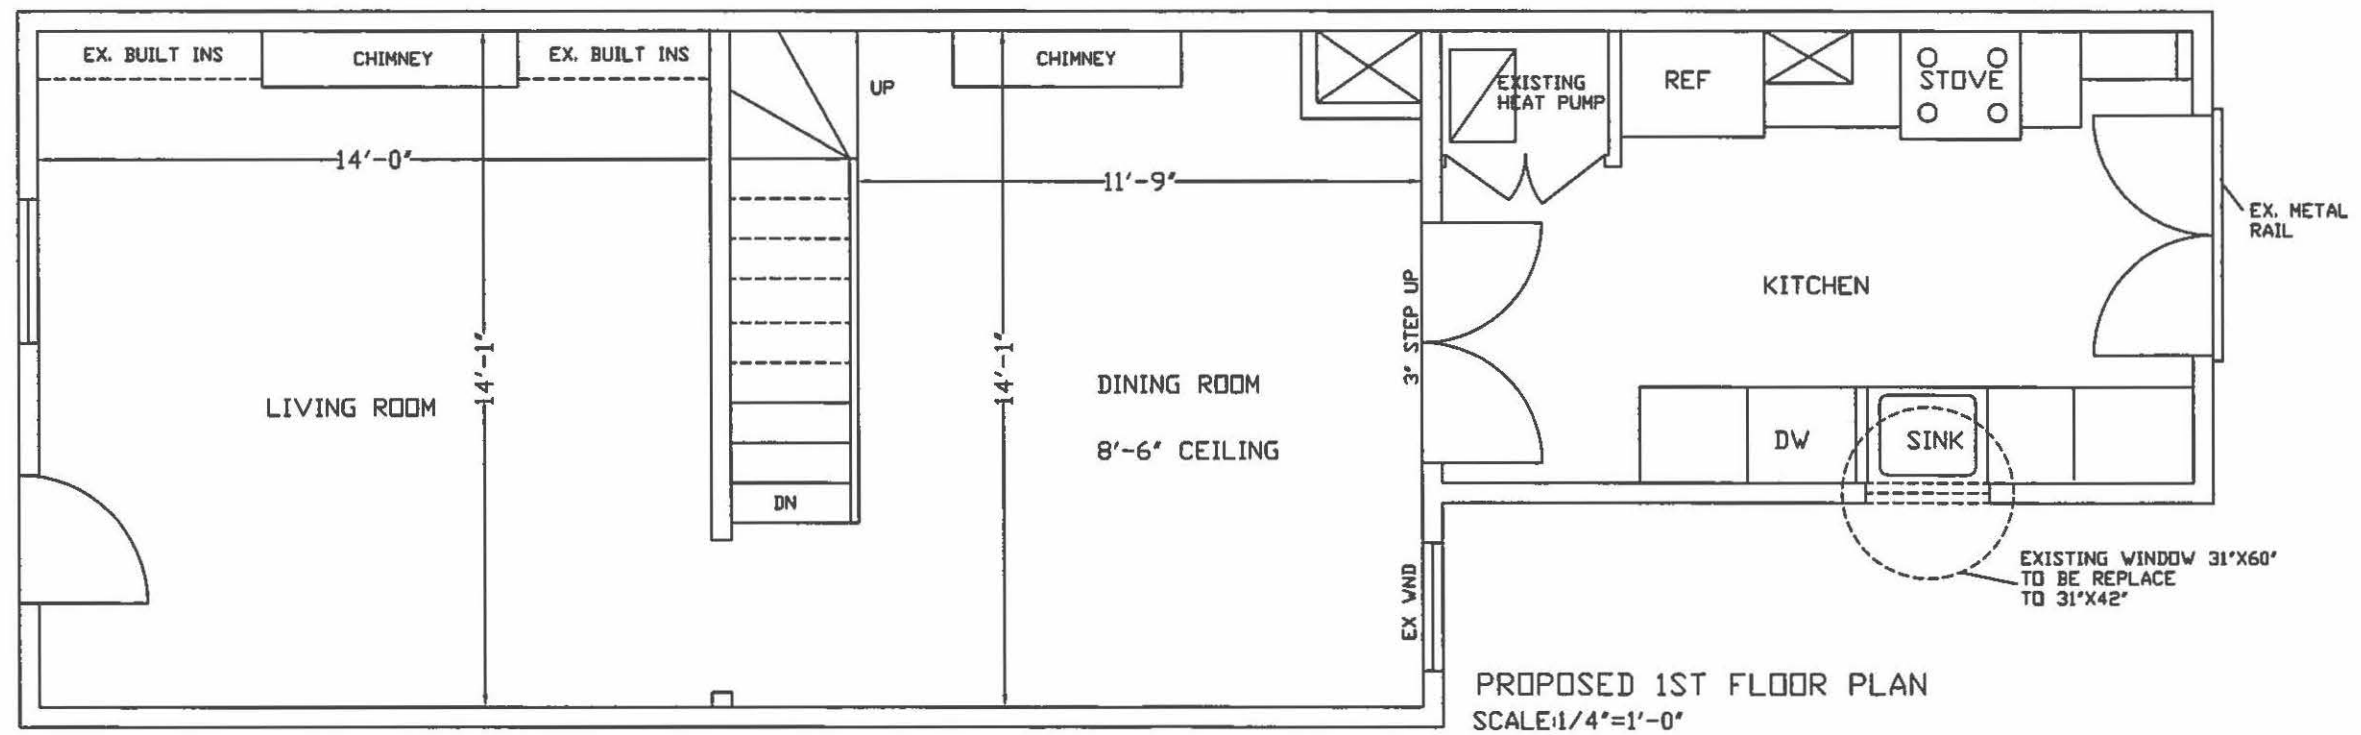 EX. BUILT INS
CHIMNEY
EX. BUILT INS
UP
CHIMNEY
EXISTING
HEAT PUMP
REF
STOVE
14'-0"
11'-9"
EX. METAL
RAIL
KITCHEN
3" STEP UP
14'-1"
14'-1"
LIVING ROOM
DINING ROOM
8'-6" CEILING
DN
DW
SINK
EX WND
EXISTING WINDOW 31"X60"
TO BE REPLACE
TO 31"X42"
PROPOSED 1ST FLOOR PLAN
SCALE:1/4"=1'-0"